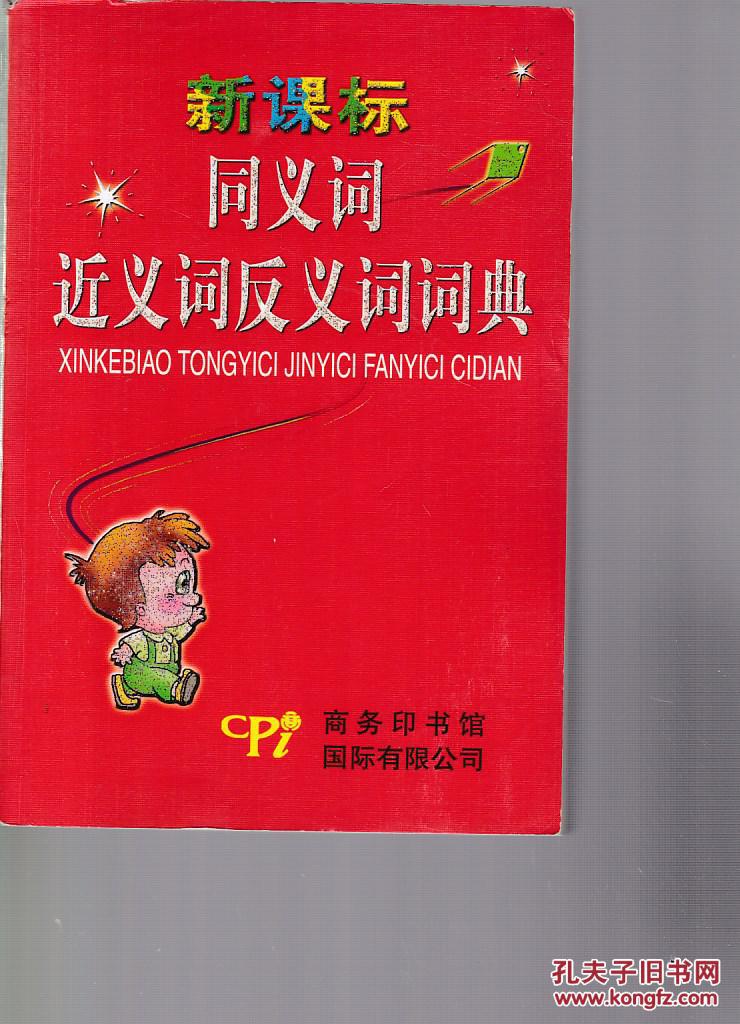 新课标
同义词
近义词反义词词典
XINKEBIAO TONGYICI JINYICI FANYICI CIDIAN
CPi
商务印书馆
国际有限公司
孔夫子旧书网
www.kongfz.com